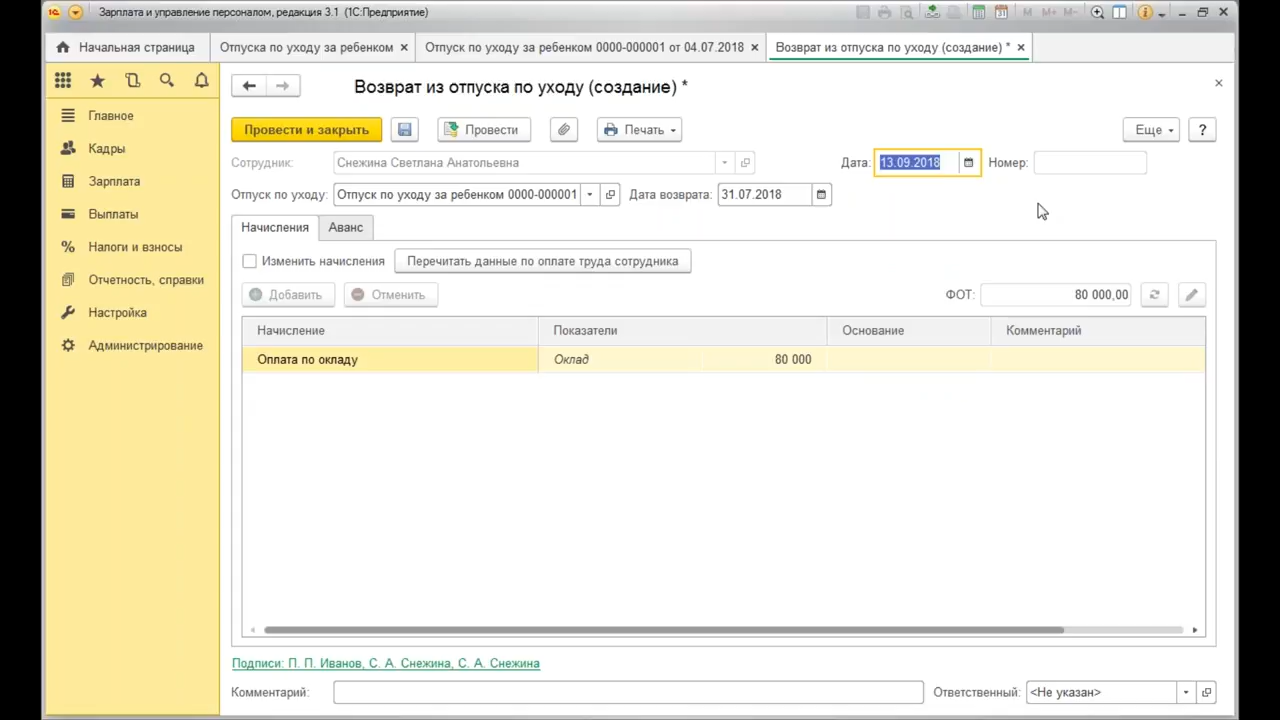 Зарплата и управление персоналом, редакция 3.1 (1С:Предприятие)
M M+ M-
Начальная страница
Отпуска по уходу за ребенком ×
Отпуск по уходу за ребенком 0000-000001 от 04.07.2018 ×
Возврат из отпуска по уходу (создание) * ×
Главное
Кадры
Зарплата
Выплаты
Налоги и взносы
Отчетность, справки
Настройка
Администрирование
Возврат из отпуска по уходу (создание) *
Провести и закрыть
Провести
Печать
Еще
?
Сотрудник: Снежина Светлана Анатольевна
Дата: 13.09.2018
Номер:
Отпуск по уходу: Отпуск по уходу за ребенком 0000-000001
Дата возврата: 31.07.2018
Начисления
Аванс
Изменить начисления
Перечитать данные по оплате труда сотрудника
Добавить
Отменить
ФОТ: 80 000,00
Начисление Показатели Основание Комментарий
Оплата по окладу Оклад 80 000
Подписи: П. П. Иванов, С. А. Снежина, С. А. Снежина
Комментарий:
Ответственный: <Не указан>